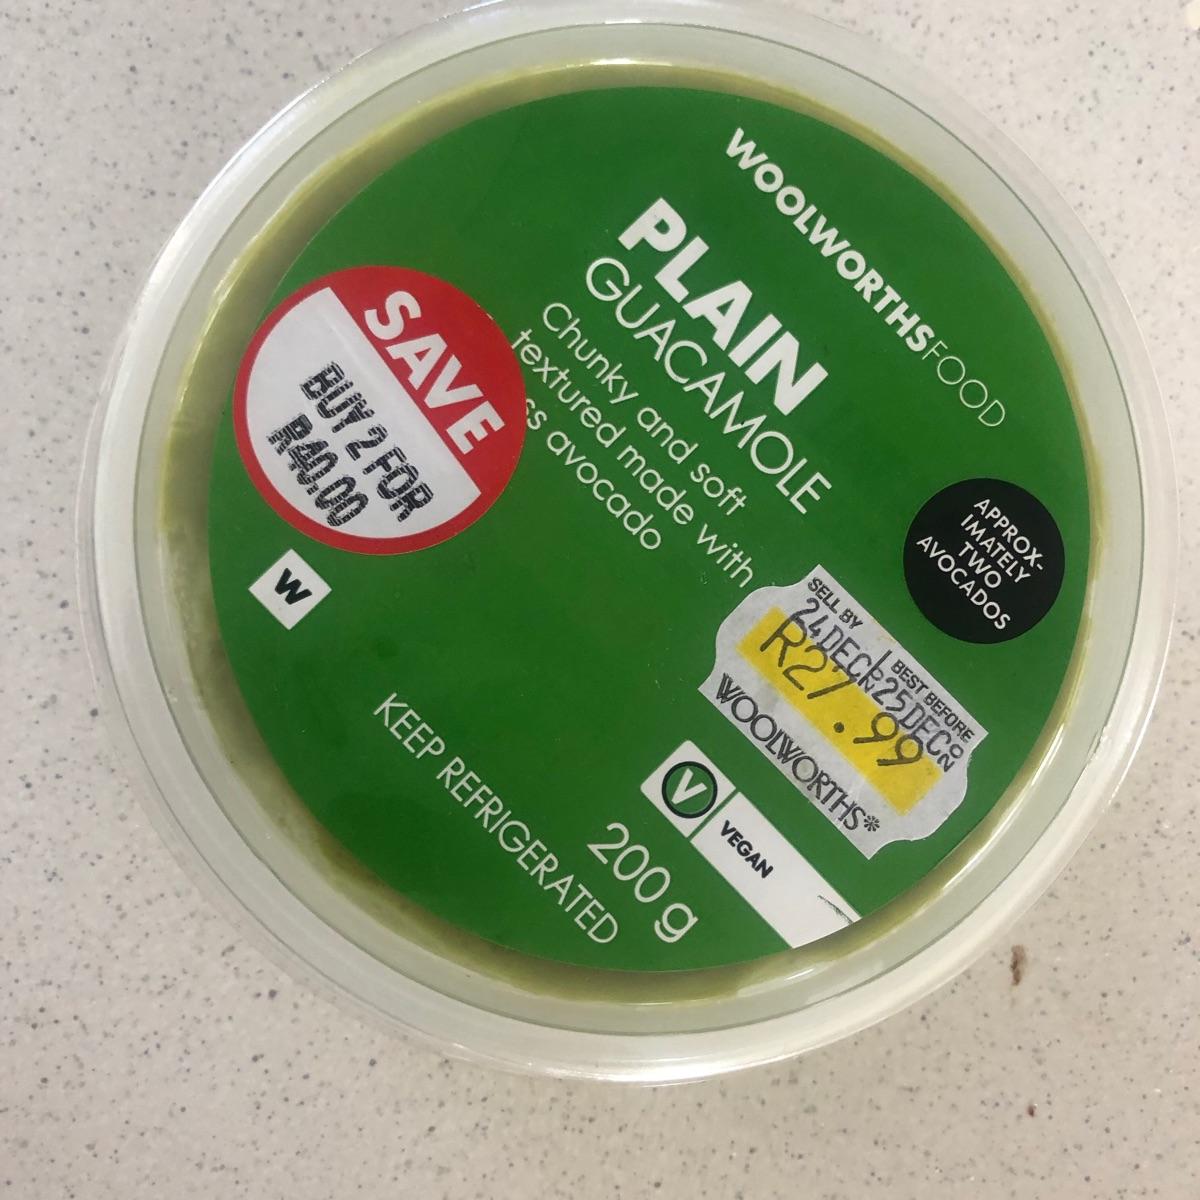 WOOLWORTHSFOOD
PLAIN
GUACAMOLE
Chunky and soft
textured made with
ss avocado
SAVE
BUY 2 FOR
R40.00
W
APPROX-
IMATELY
TWO
AVOCADOS
SELL BY
BEST BEFORE
24DEC 25DEC
R27.99
WOOLWORTHS*
V VEGAN
200 g
KEEP REFRIGERATED